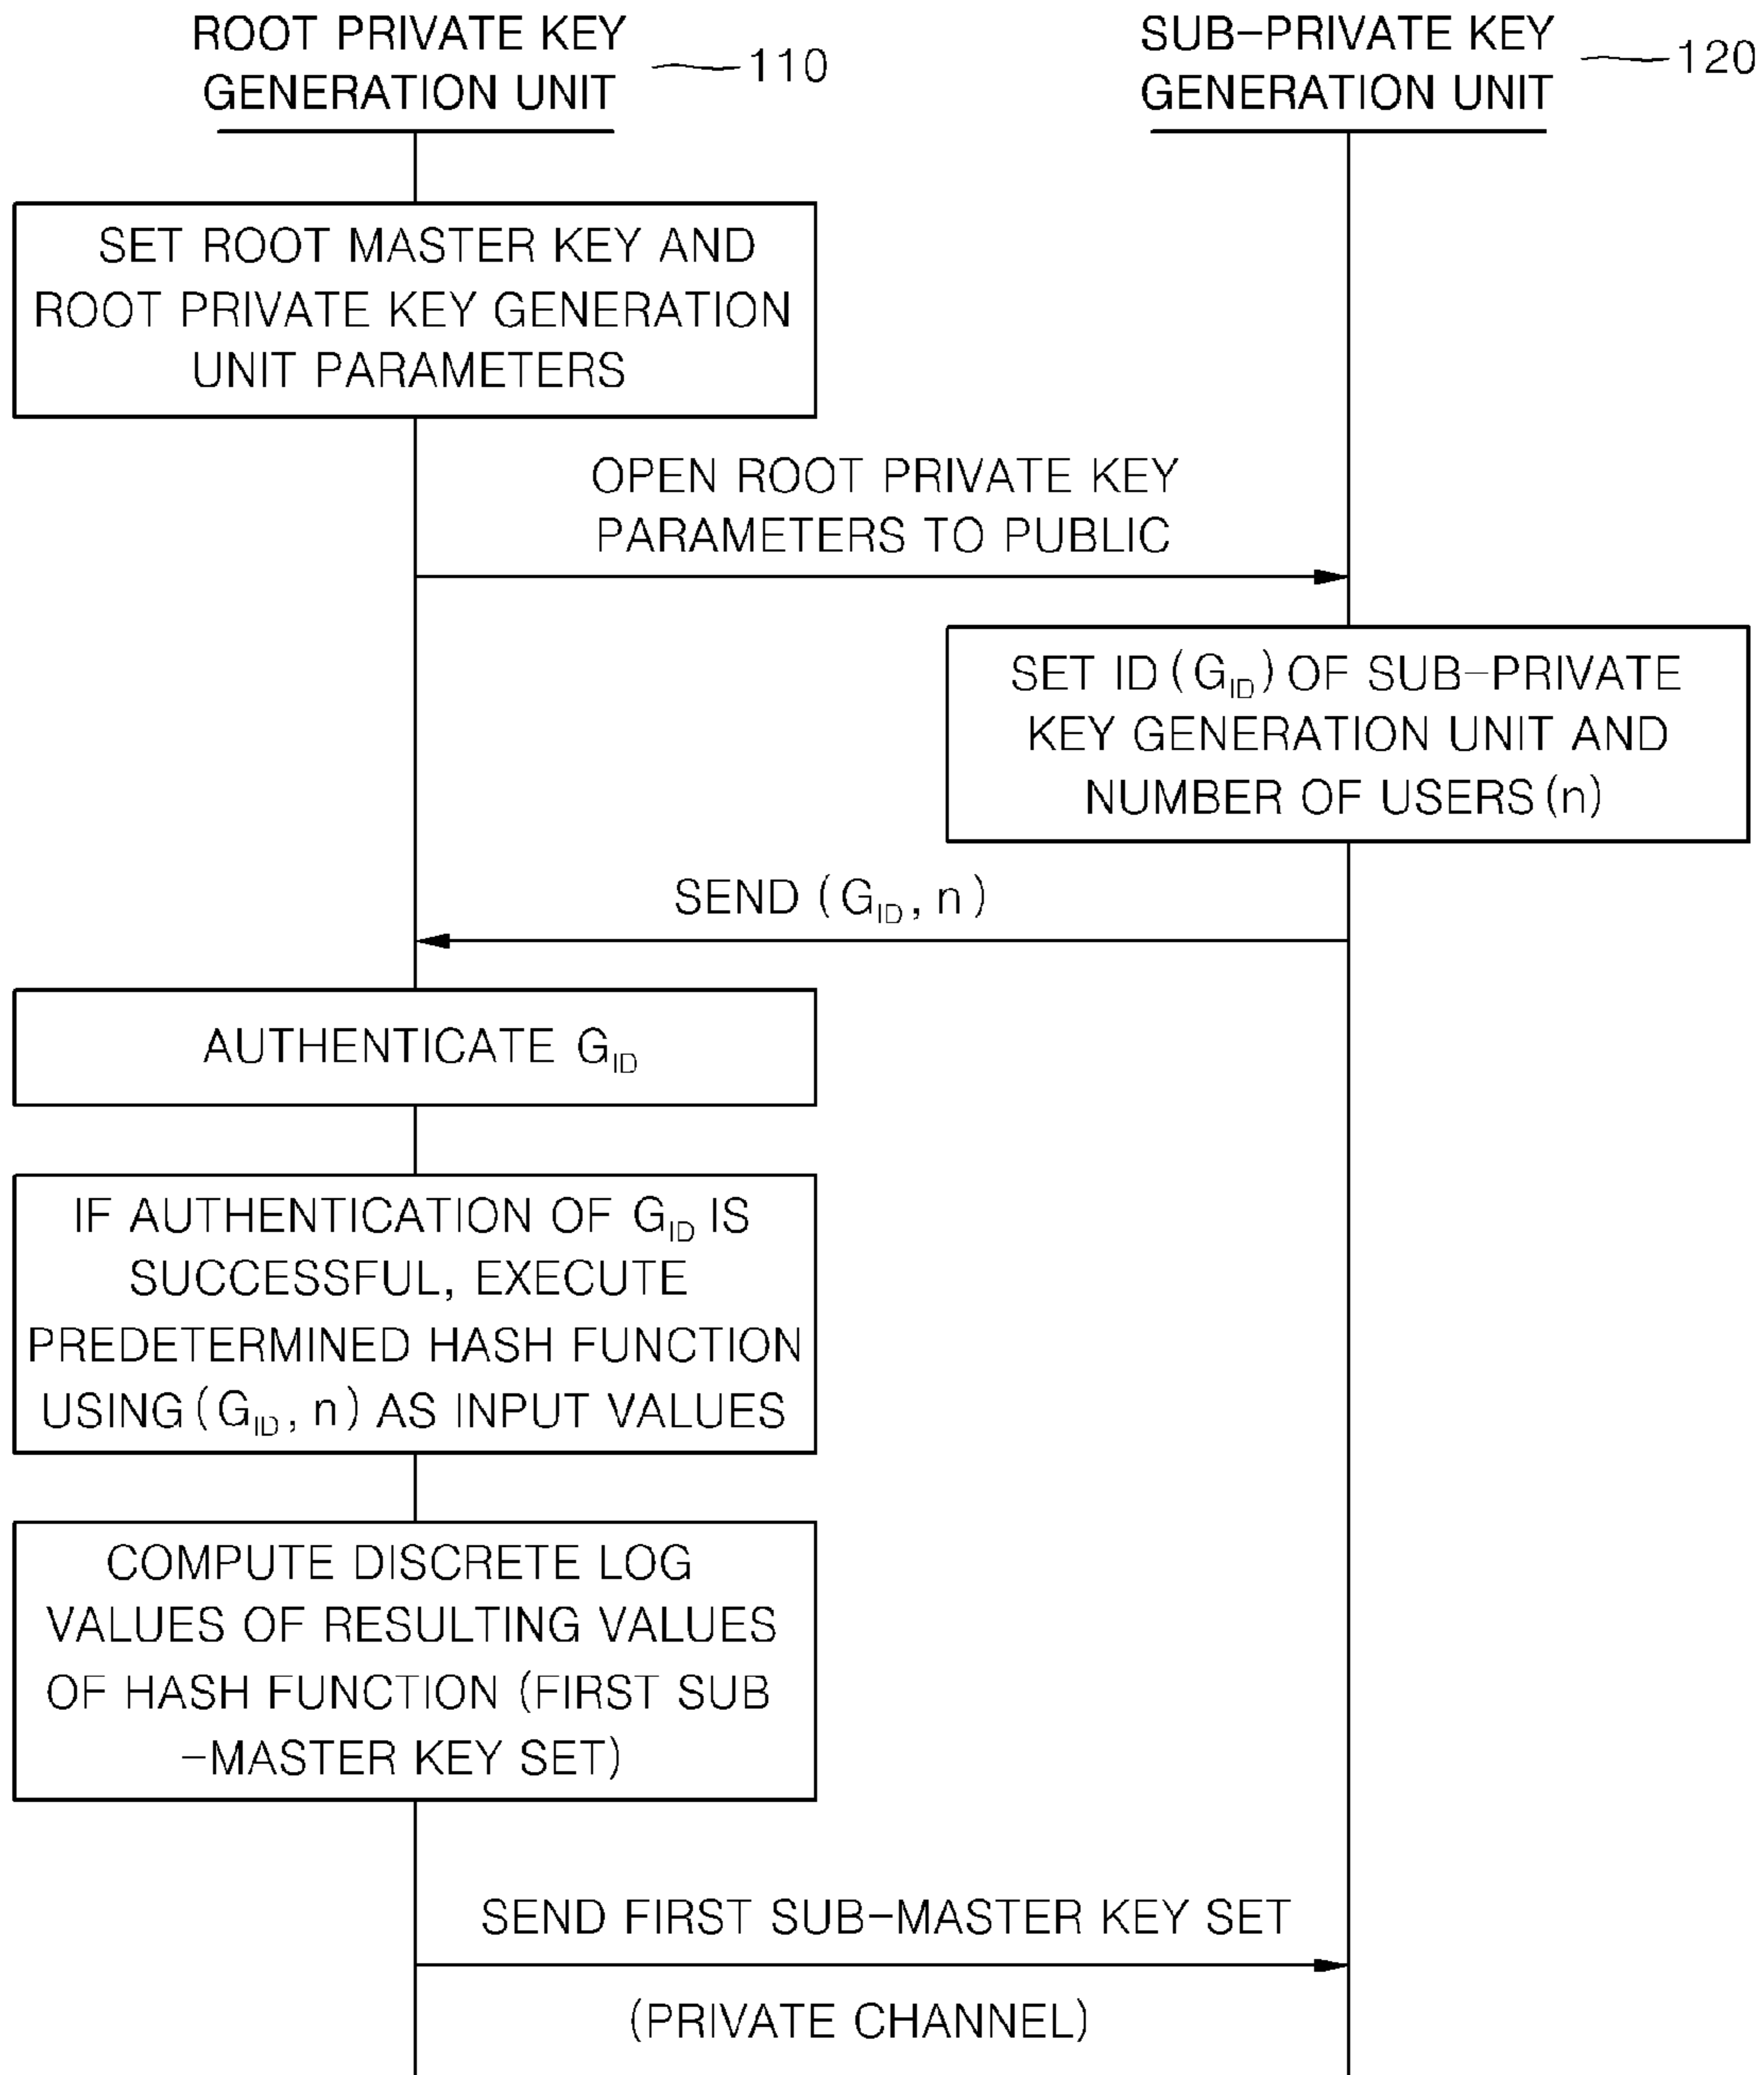 ROOT PRIVATE KEY
GENERATION UNIT
110
SUB-PRIVATE KEY
GENERATION UNIT
120
SET ROOT MASTER KEY AND
ROOT PRIVATE KEY GENERATION
UNIT PARAMETERS
OPEN ROOT PRIVATE KEY
PARAMETERS TO PUBLIC
SET ID (G_ID) OF SUB-PRIVATE
KEY GENERATION UNIT AND
NUMBER OF USERS (n)
SEND (G_ID, n)
AUTHENTICATE G_ID
IF AUTHENTICATION OF G_ID IS
SUCCESSFUL, EXECUTE
PREDETERMINED HASH FUNCTION
USING (G_ID, n) AS INPUT VALUES
COMPUTE DISCRETE LOG
VALUES OF RESULTING VALUES
OF HASH FUNCTION (FIRST SUB
-MASTER KEY SET)
SEND FIRST SUB-MASTER KEY SET
(PRIVATE CHANNEL)